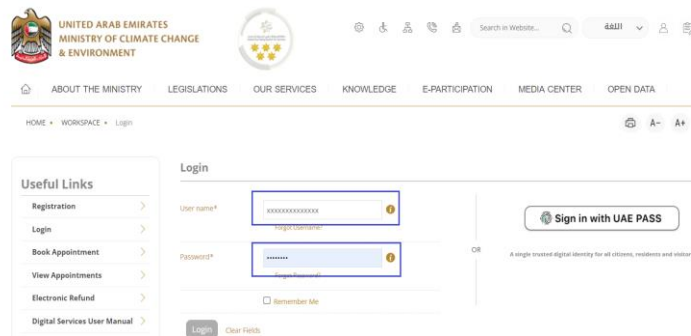 UNITED ARAB EMIRATES
MINISTRY OF CLIMATE CHANGE
& ENVIRONMENT
Search in Website...
اللغة
ABOUT THE MINISTRY LEGISLATIONS OUR SERVICES KNOWLEDGE E-PARTICIPATION MEDIA CENTER OPEN DATA
HOME WORKSPACE Login
A- A+
Useful Links
Registration
Login
Book Appointment
View Appointments
Electronic Refund
Digital Services User Manual
Login
User name*
xxxxxxxxxxxxxx
Forgot Username?
Password*
••••••••
Forgot Password?
Remember Me
Login Clear Fields
OR
Sign in with UAE PASS
A single trusted digital identity for all citizens, residents and visitor